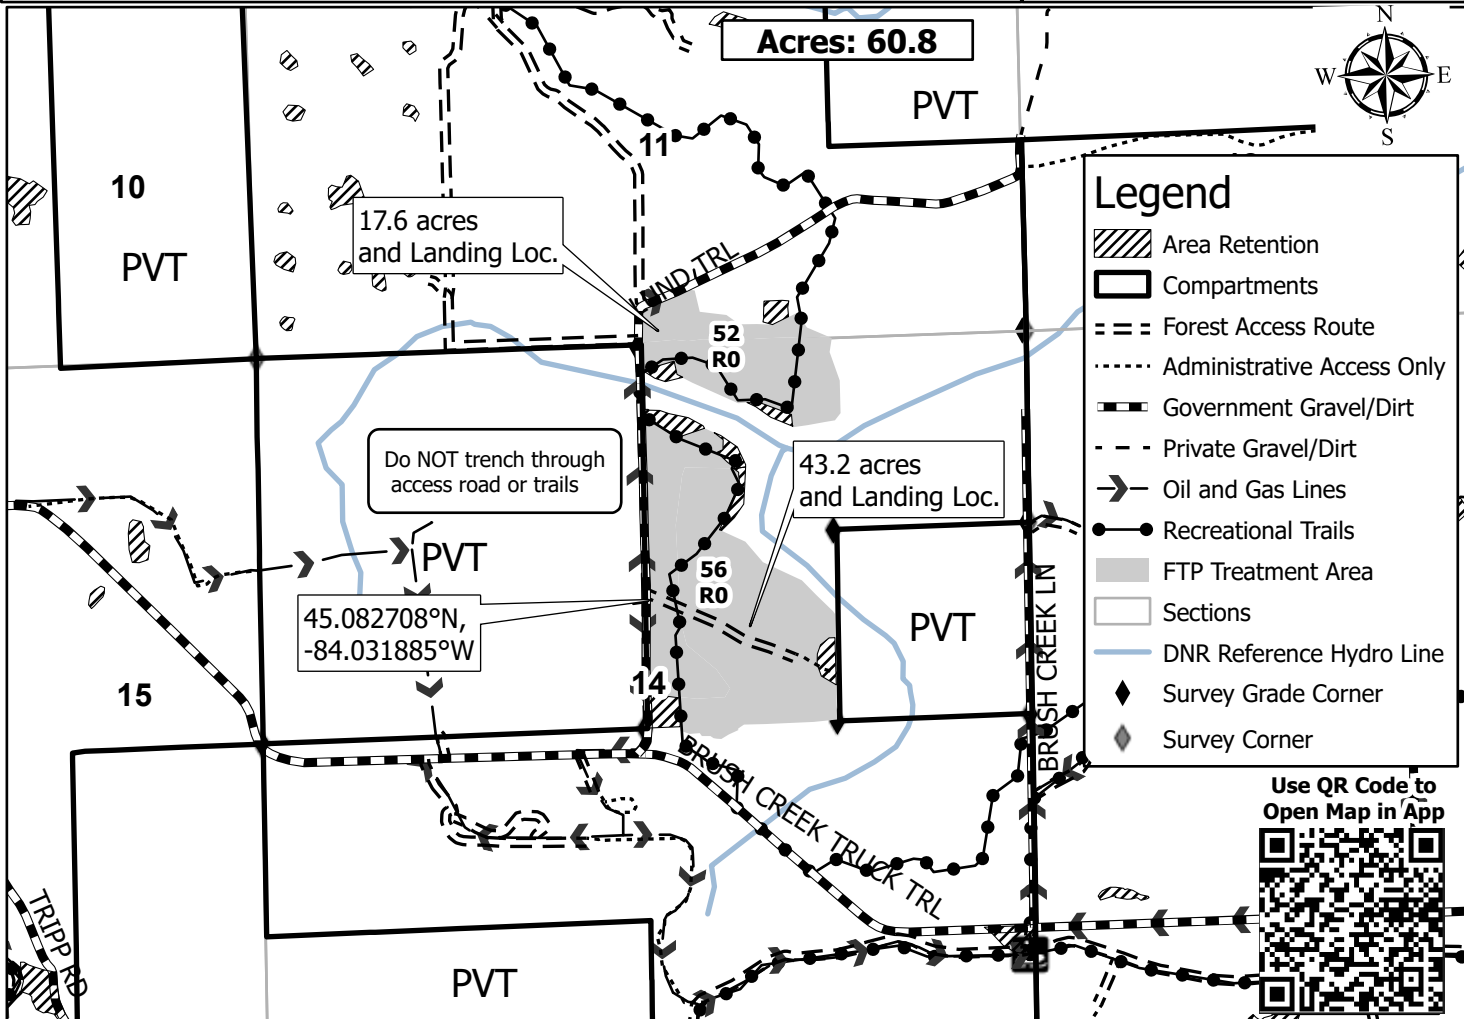 Acres: 60.8
N
W
E
S
PVT
11
10
PVT
17.6 acres
and Landing Loc.
TRL
52
R0
Legend
Area Retention
Compartments
Forest Access Route
Administrative Access Only
Government Gravel/Dirt
Private Gravel/Dirt
Oil and Gas Lines
Recreational Trails
FTP Treatment Area
Sections
DNR Reference Hydro Line
Survey Grade Corner
Survey Corner
Do NOT trench through
access road or trails
43.2 acres
and Landing Loc.
PVT
56
R0
45.082708°N,
-84.031885°W
PVT
14
15
BRUSH CREEK LN
BRUSH CREEK TRUCK TRL
Use QR Code to
Open Map in App
TRIPP RD
PVT